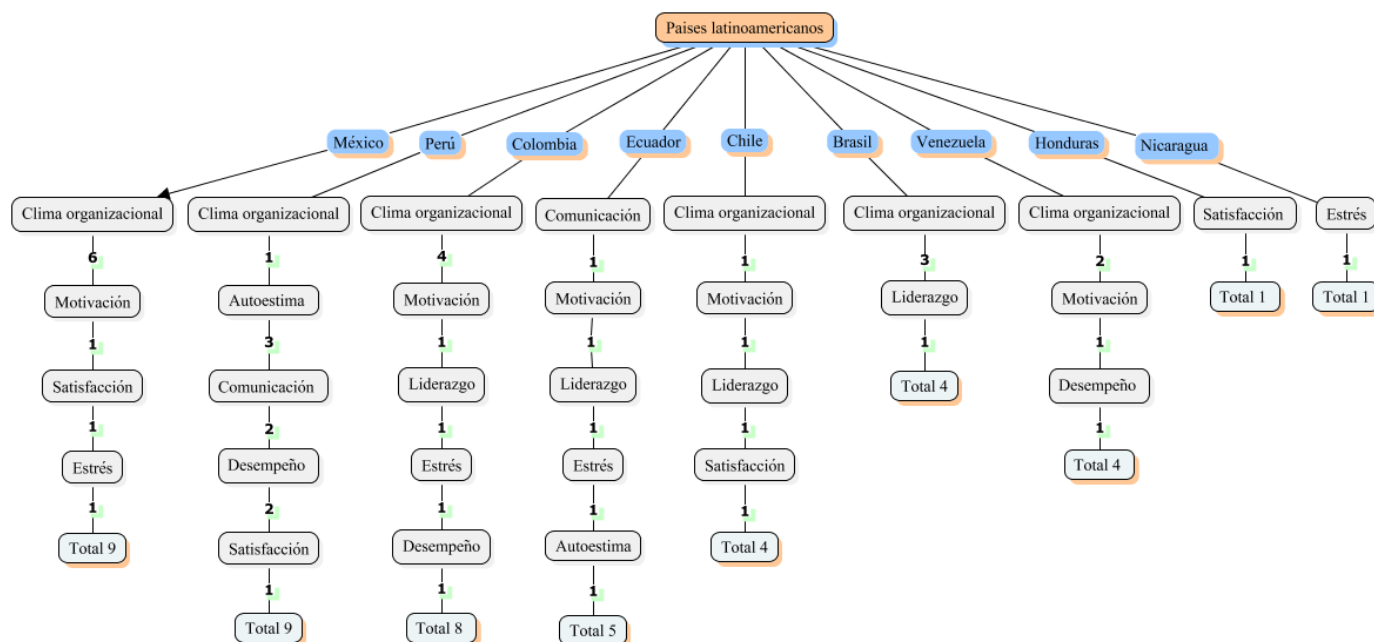 Paises latinoamericanos
México
Perú
Colombia
Ecuador
Chile
Brasil
Venezuela
Honduras
Nicaragua
Clima organizacional
6
Motivación
1
Satisfacción
1
Estrés
1
Total 9
Clima organizacional
1
Autoestima
3
Comunicación
2
Desempeño
2
Satisfacción
1
Total 9
Clima organizacional
4
Motivación
1
Liderazgo
1
Estrés
1
Desempeño
1
Total 8
Comunicación
1
Motivación
1
Liderazgo
1
Estrés
1
Autoestima
1
Total 5
Clima organizacional
1
Motivación
1
Liderazgo
1
Satisfacción
1
Total 4
Clima organizacional
3
Liderazgo
1
Total 4
Clima organizacional
2
Motivación
1
Desempeño
1
Total 4
Satisfacción
1
Total 1
Estrés
1
Total 1